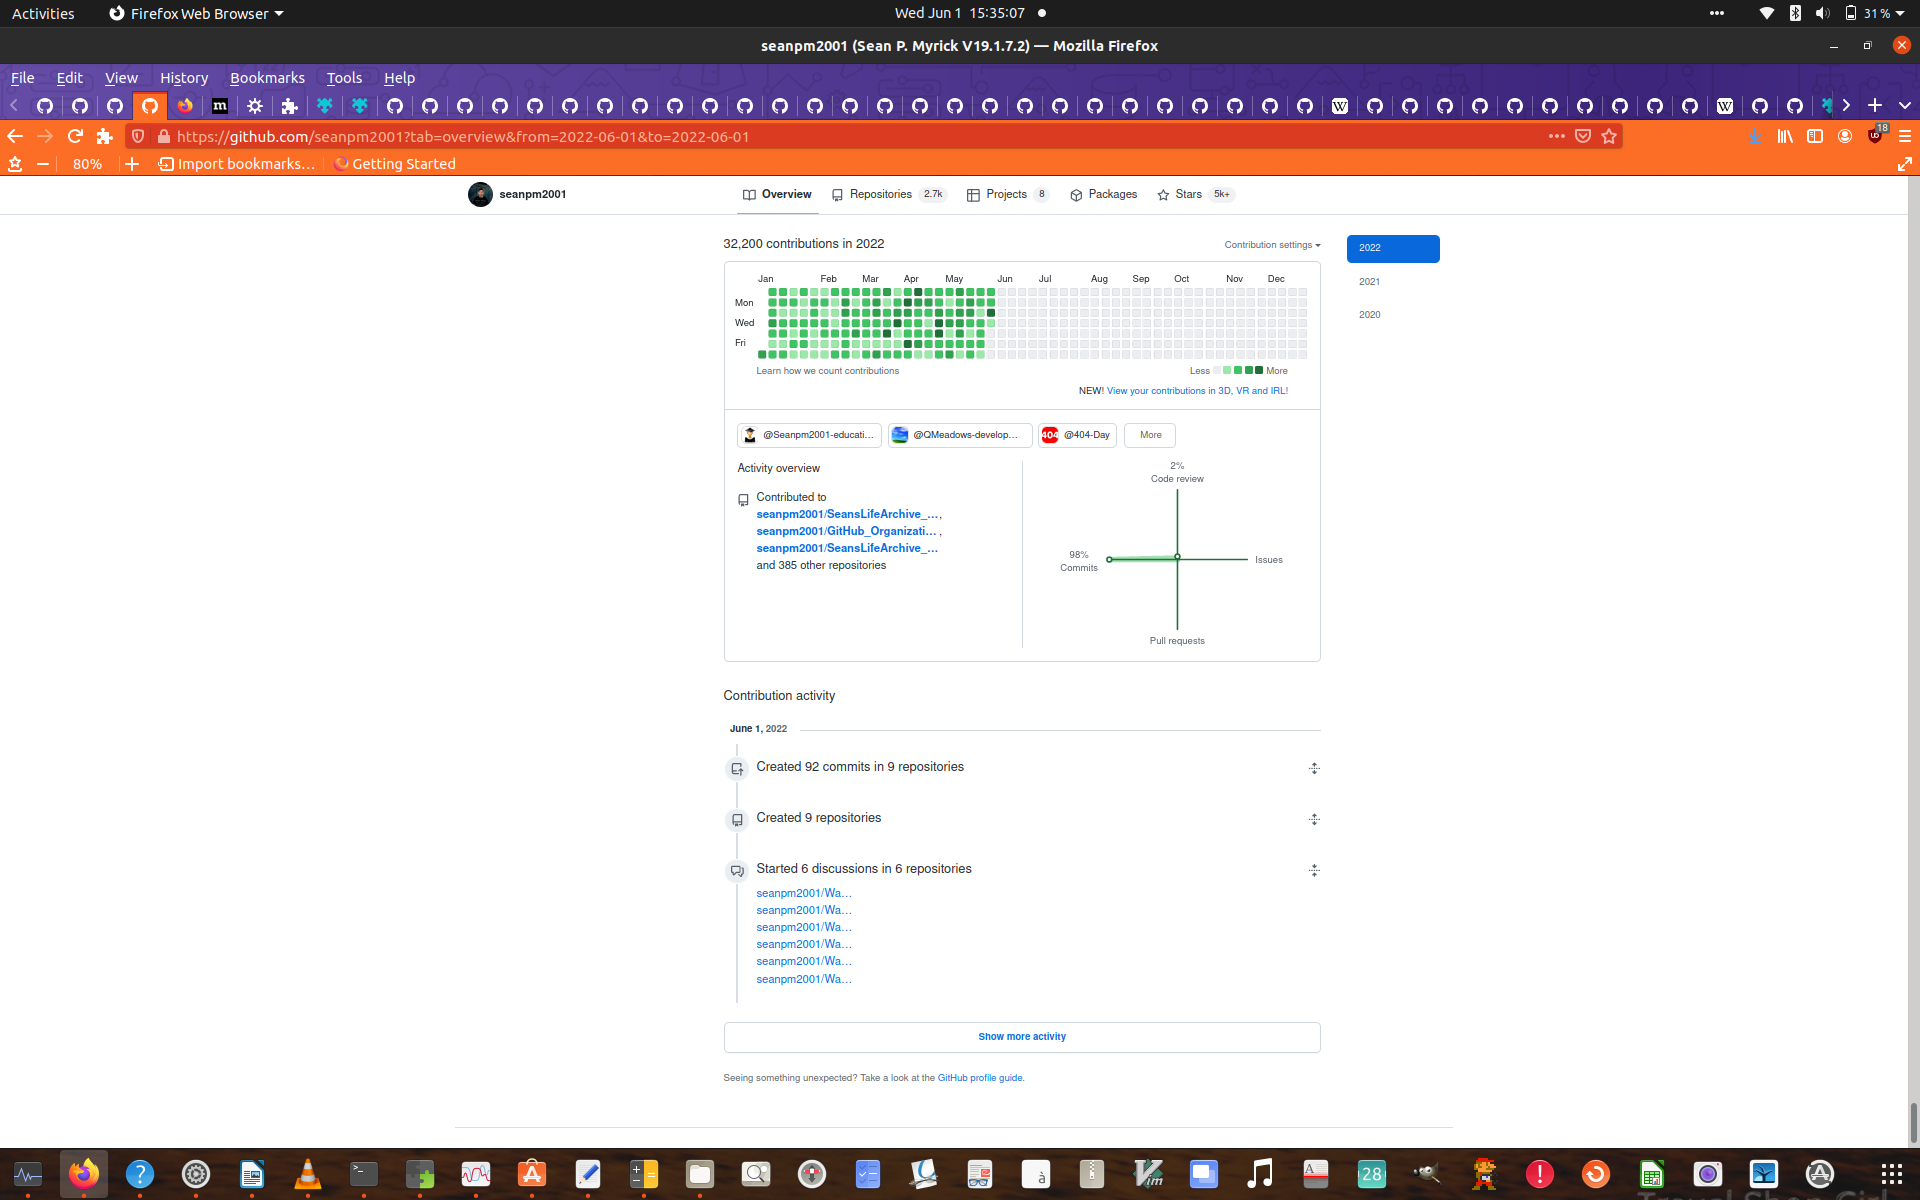 Activities
Firefox Web Browser
Wed Jun 1 15:35:07
31 %
seanpm2001 (Sean P. Myrick V19.1.7.2) — Mozilla Firefox
File Edit View History Bookmarks Tools Help
https://github.com/seanpm2001?tab=overview&from=2022-06-01&to=2022-06-01
18
80%
Import bookmarks…
Getting Started
seanpm2001
Overview
Repositories 2.7k
Projects 8
Packages
Stars 5k+
32,200 contributions in 2022
Contribution settings
2022
2021
2020
Jan Feb Mar Apr May Jun Jul Aug Sep Oct Nov Dec
Mon
Wed
Fri
Learn how we count contributions
Less More
NEW! View your contributions in 3D, VR and IRL!
@Seanpm2001-educati…
@QMeadows-develop…
404 @404-Day
More
Activity overview
Contributed to
seanpm2001/SeansLifeArchive_…,
seanpm2001/GitHub_Organizati… ,
seanpm2001/SeansLifeArchive_…
and 385 other repositories
2%
Code review
98%
Commits
Issues
Pull requests
Contribution activity
June 1, 2022
Created 92 commits in 9 repositories
Created 9 repositories
Started 6 discussions in 6 repositories
seanpm2001/Wa…
seanpm2001/Wa…
seanpm2001/Wa…
seanpm2001/Wa…
seanpm2001/Wa…
seanpm2001/Wa…
Show more activity
Seeing something unexpected? Take a look at the GitHub profile guide.
28